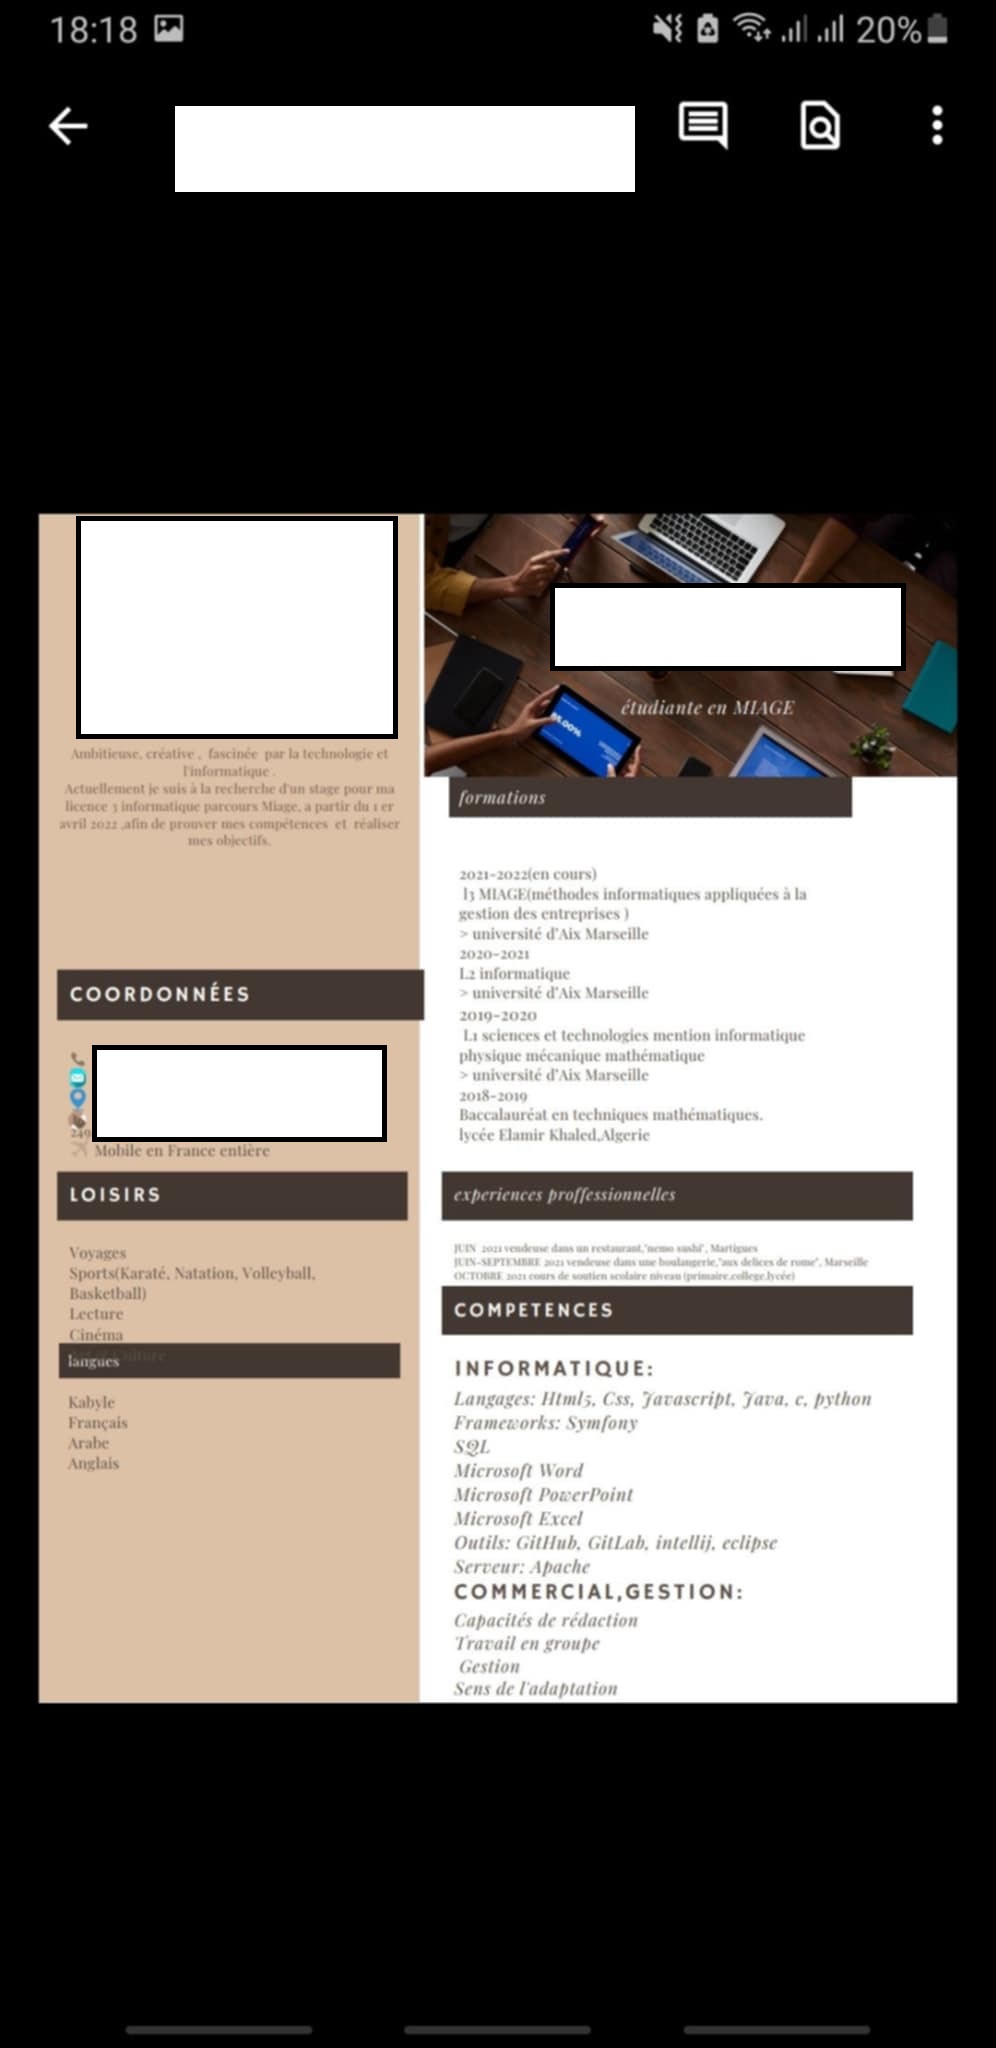 18:18
20%
étudiante en MIAGE
Ambitieuse, créative , fascinée par la technologie et
l'informatique .
Actuellement je suis à la recherche d'un stage pour ma
licence 3 informatique parcours Miage, a partir du 1 er
avril 2022 ,afin de prouver mes compétences et réaliser
mes objectifs.
COORDONNÉES
249
Mobile en France entière
LOISIRS
Voyages
Sports(Karaté, Natation, Volleyball,
Basketball)
Lecture
Cinéma
Art & Culture
langues
Kabyle
Français
Arabe
Anglais
formations
2021-2022(en cours)
l3 MIAGE(méthodes informatiques appliquées à la
gestion des entreprises )
> université d'Aix Marseille
2020-2021
L2 informatique
> université d'Aix Marseille
2019-2020
L1 sciences et technologies mention informatique
physique mécanique mathématique
> université d'Aix Marseille
2018-2019
Baccalauréat en techniques mathématiques.
lycée Elamir Khaled,Algerie
experiences proffessionnelles
JUIN 2021 vendeuse dans un restaurant,"nemo sushi", Martigues
JUIN-SEPTEMBRE 2021 vendeuse dans une boulangerie,"aux delices de rome", Marseille
OCTOBRE 2021 cours de soutien scolaire niveau (primaire,college,lycée)
COMPETENCES
INFORMATIQUE:
Langages: Html5, Css, Javascript, Java, c, python
Frameworks: Symfony
SQL
Microsoft Word
Microsoft PowerPoint
Microsoft Excel
Outils: GitHub, GitLab, intellij, eclipse
Serveur: Apache
COMMERCIAL,GESTION:
Capacités de rédaction
Travail en groupe
Gestion
Sens de l'adaptation